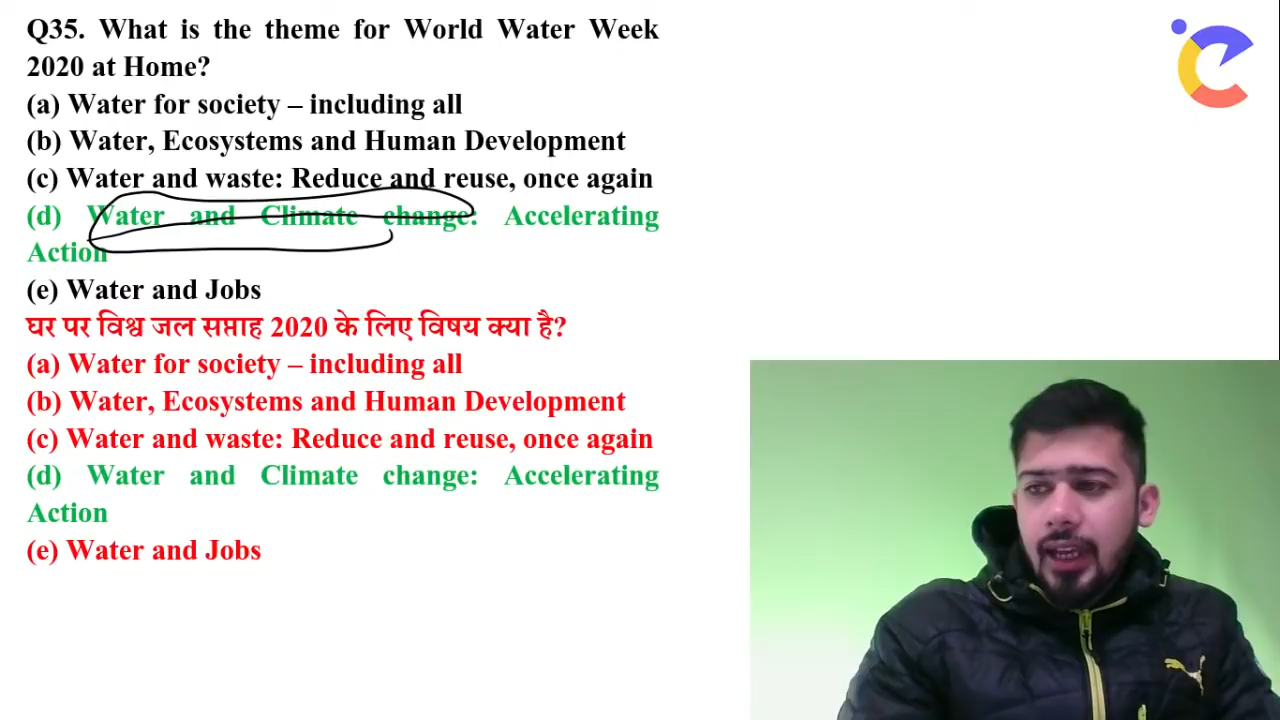 Q35. What is the theme for World Water Week
2020 at Home?
(a) Water for society – including all
(b) Water, Ecosystems and Human Development
(c) Water and waste: Reduce and reuse, once again
(d) Water and Climate change: Accelerating
Action
(e) Water and Jobs
घर पर विश्व जल सप्ताह 2020 के लिए विषय क्या है?
(a) Water for society – including all
(b) Water, Ecosystems and Human Development
(c) Water and waste: Reduce and reuse, once again
(d) Water and Climate change: Accelerating
Action
(e) Water and Jobs